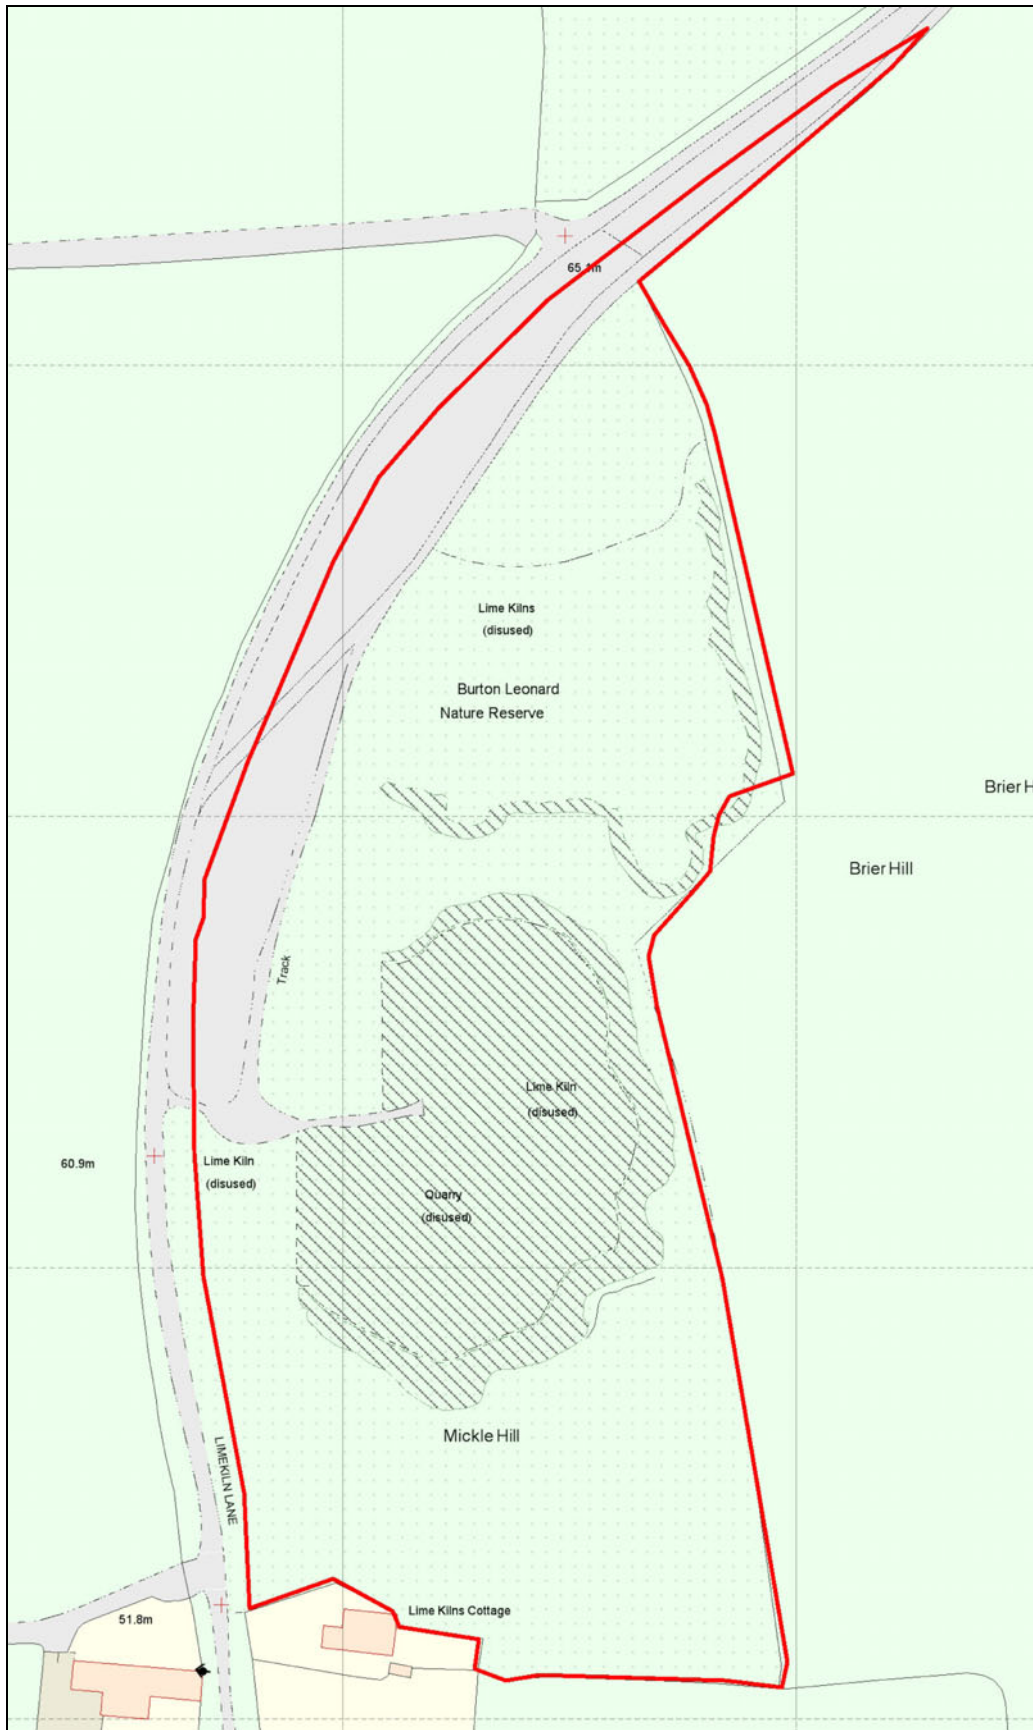 65.1m
Lime Kilns
(disused)
Burton Leonard
Nature Reserve
Brier H
Brier Hill
Track
Lime Kiln
(disused)
60.9m
Lime Kiln
(disused)
Quarry
(disused)
Mickle Hill
LIMEKILN LANE
Lime Kilns Cottage
51.8m